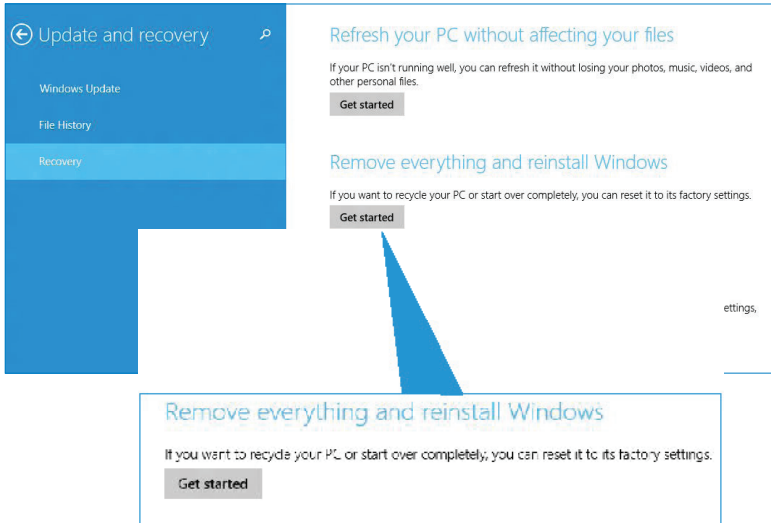 Update and recovery
Windows Update
File History
Recovery
Refresh your PC without affecting your files
If your PC isn't running well, you can refresh it without losing your photos, music, videos, and
other personal files.
Get started
Remove everything and reinstall Windows
If you want to recycle your PC or start over completely, you can reset it to its factory settings.
Get started
ettings,
Remove everything and reinstall Windows
If you want to recycle your PC or start over completely, you can reset it to its factory settings.
Get started